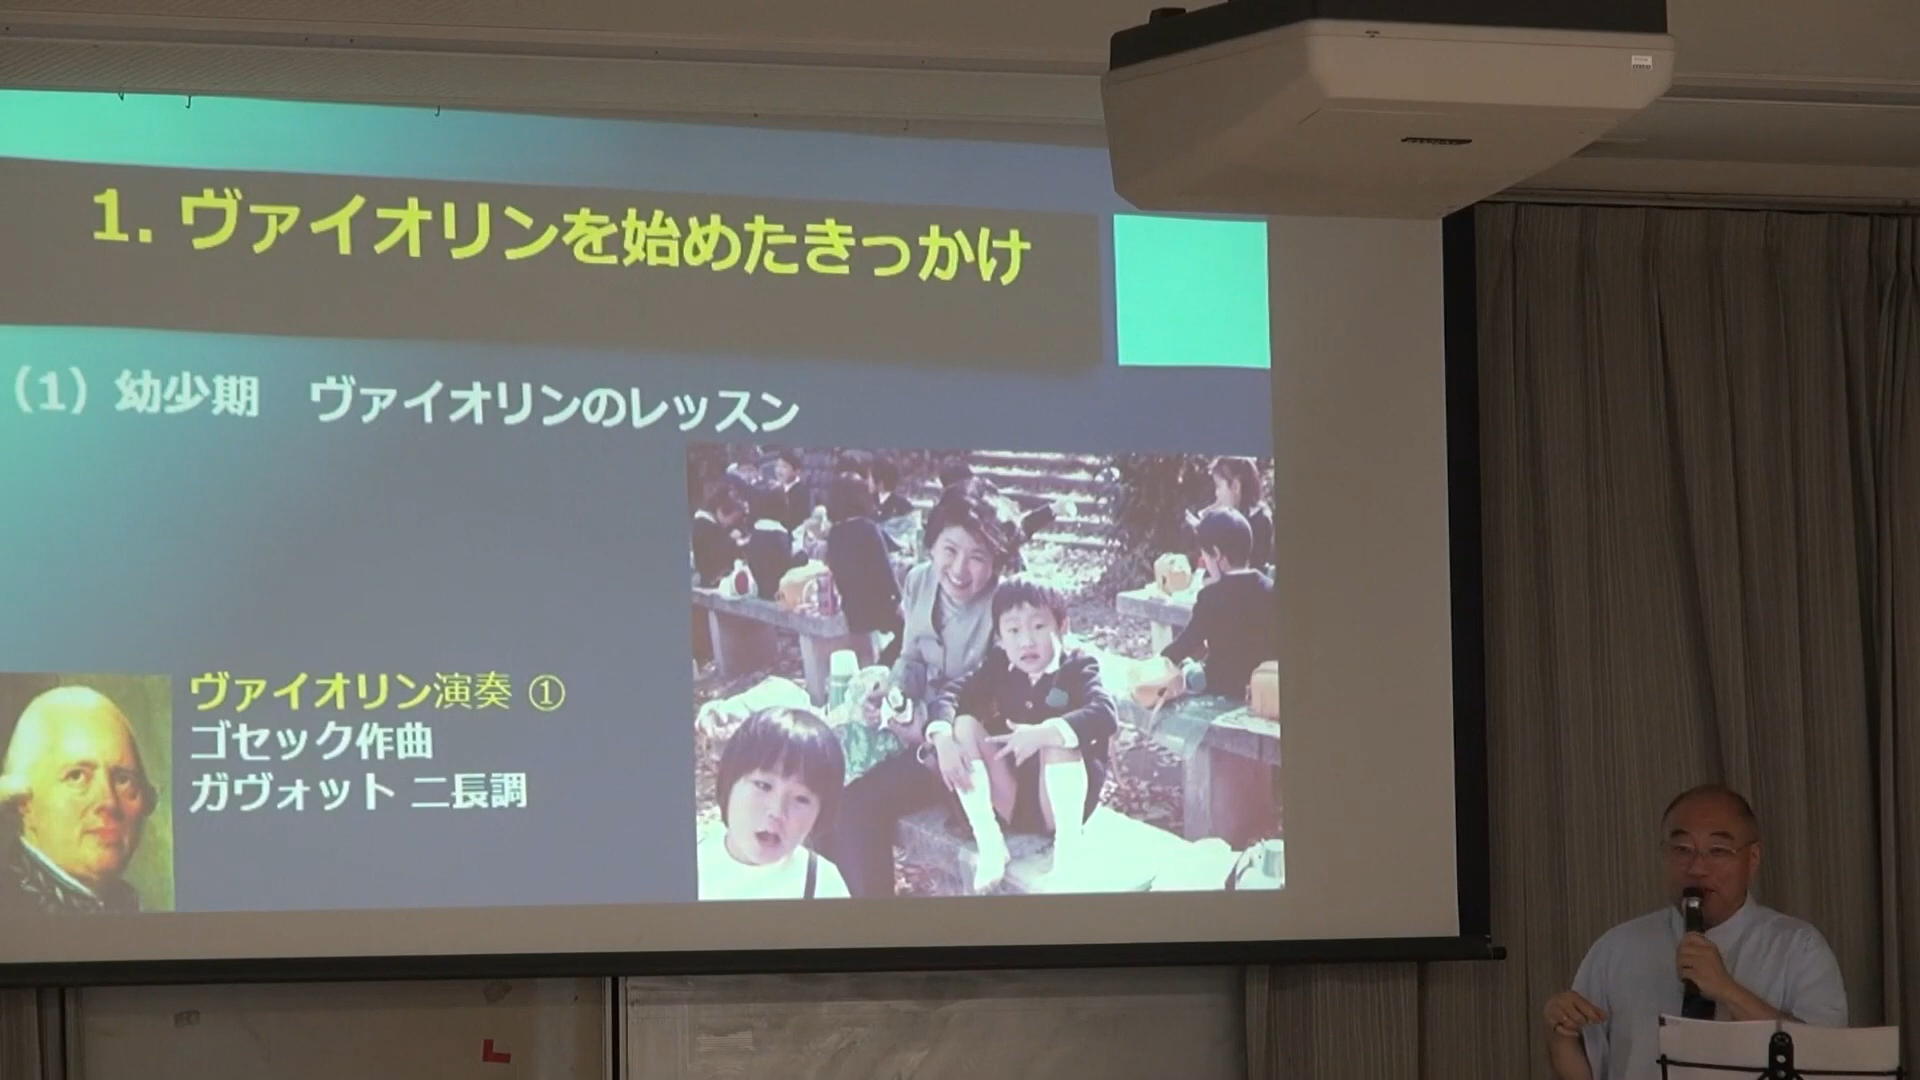 1. ヴァイオリンを始めたきっかけ
（1）幼少期　ヴァイオリンのレッスン
ヴァイオリン演奏 ①
ゴセック作曲
ガヴォット 二長調